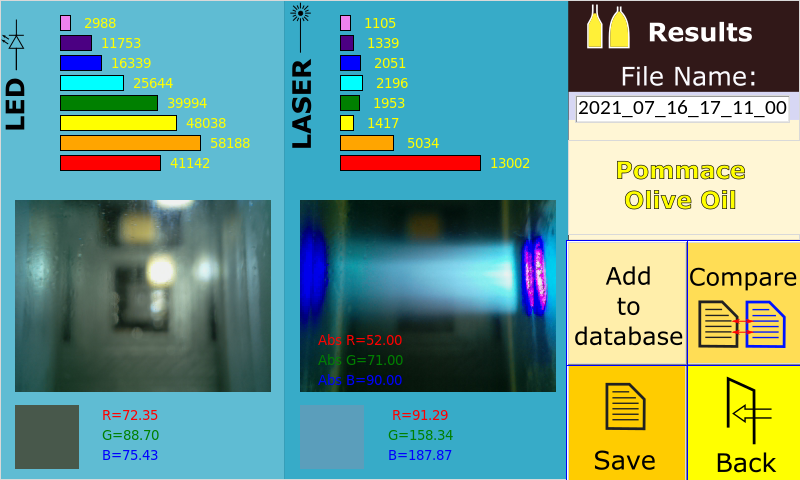 LED
2988
11753
16339
25644
39994
48038
58188
41142
R=72.35
G=88.70
B=75.43
LASER
1105
1339
2051
2196
1953
1417
5034
13002
Abs R=52.00
Abs G=71.00
Abs B=90.00
R=91.29
G=158.34
B=187.87
Results
File Name:
2021_07_16_17_11_00
Pommace
Olive Oil
Add
to
database
Compare
Save
Back